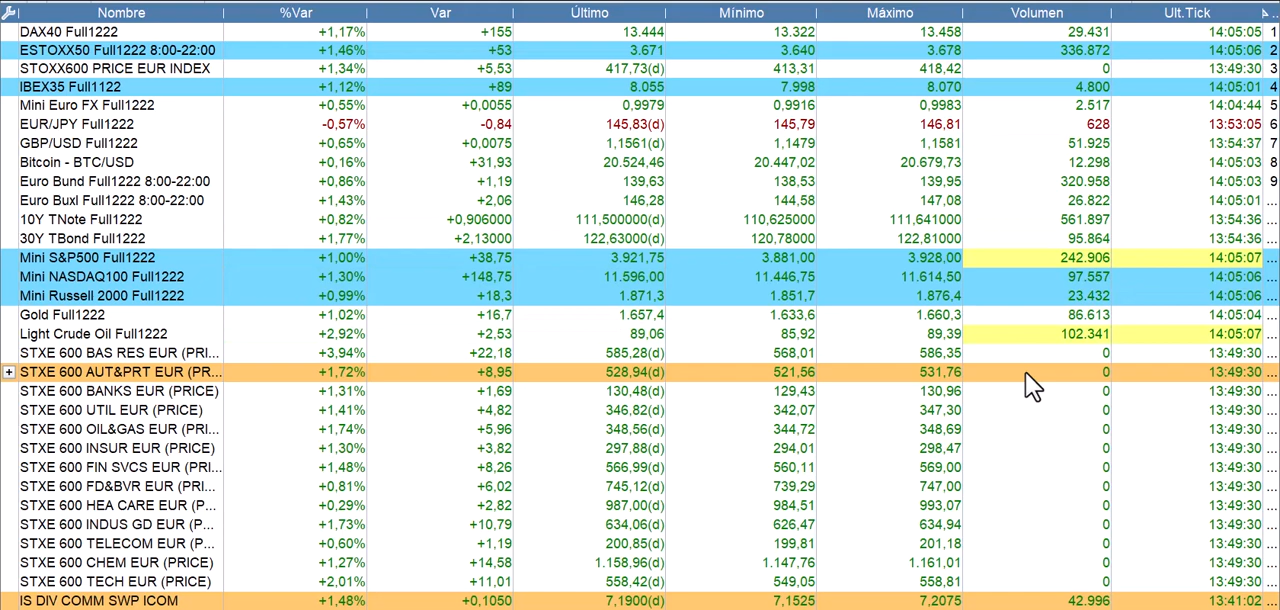 Nombre %Var Var Último Mínimo Máximo Volumen Ult.Tick
DAX40 Full1222 +1,17% +155 13.444 13.322 13.458 29.431 14:05:05 1
ESTOXX50 Full1222 8:00-22:00 +1,46% +53 3.671 3.640 3.678 336.872 14:05:06 2
STOXX600 PRICE EUR INDEX +1,34% +5,53 417,73(d) 413,31 418,42 0 13:49:30 3
IBEX35 Full1122 +1,12% +89 8.055 7.998 8.070 4.800 14:05:01 4
Mini Euro FX Full1222 +0,55% +0,0055 0,9979 0,9916 0,9983 2.517 14:04:44 5
EUR/JPY Full1222 -0,57% -0,84 145,83(d) 145,79 146,81 628 13:53:05 6
GBP/USD Full1222 +0,65% +0,0075 1,1561(d) 1,1479 1,1581 51.925 13:54:37 7
Bitcoin - BTC/USD +0,16% +31,93 20.524,46 20.447,02 20.679,73 12.298 14:05:03 8
Euro Bund Full1222 8:00-22:00 +0,86% +1,19 139,63 138,53 139,95 320.958 14:05:03 9
Euro Buxl Full1222 8:00-22:00 +1,43% +2,06 146,28 144,58 147,08 26.822 14:05:01 ...
10Y TNote Full1222 +0,82% +0,906000 111,500000(d) 110,625000 111,641000 561.897 13:54:36 ...
30Y TBond Full1222 +1,77% +2,13000 122,63000(d) 120,78000 122,81000 95.864 13:54:36 ...
Mini S&P500 Full1222 +1,00% +38,75 3.921,75 3.881,00 3.928,00 242.906 14:05:07 ...
Mini NASDAQ100 Full1222 +1,30% +148,75 11.596,00 11.446,75 11.614,50 97.557 14:05:06 ...
Mini Russell 2000 Full1222 +0,99% +18,3 1.871,3 1.851,7 1.876,4 23.432 14:05:06 ...
Gold Full1222 +1,02% +16,7 1.657,4 1.633,6 1.660,3 86.613 14:05:04 ...
Light Crude Oil Full1222 +2,92% +2,53 89,06 85,92 89,39 102.341 14:05:07 ...
STXE 600 BAS RES EUR (PRI... +3,94% +22,18 585,28(d) 568,01 586,35 0 13:49:30 ...
STXE 600 AUT&PRT EUR (PR... +1,72% +8,95 528,94(d) 521,56 531,76 0 13:49:30 ...
STXE 600 BANKS EUR (PRICE) +1,31% +1,69 130,48(d) 129,43 130,96 0 13:49:30 ...
STXE 600 UTIL EUR (PRICE) +1,41% +4,82 346,82(d) 342,07 347,30 0 13:49:30 ...
STXE 600 OIL&GAS EUR (PRI... +1,74% +5,96 348,56(d) 344,72 348,69 0 13:49:30 ...
STXE 600 INSUR EUR (PRICE) +1,30% +3,82 297,88(d) 294,01 298,47 0 13:49:30 ...
STXE 600 FIN SVCS EUR (PRI... +1,48% +8,26 566,99(d) 560,11 569,00 0 13:49:30 ...
STXE 600 FD&BVR EUR (PRI... +0,81% +6,02 745,12(d) 739,29 747,00 0 13:49:30 ...
STXE 600 HEA CARE EUR (P... +0,29% +2,82 987,00(d) 984,51 993,07 0 13:49:30 ...
STXE 600 INDUS GD EUR (P... +1,73% +10,79 634,06(d) 626,47 634,94 0 13:49:30 ...
STXE 600 TELECOM EUR (P... +0,60% +1,19 200,85(d) 199,81 201,18 0 13:49:30 ...
STXE 600 CHEM EUR (PRICE) +1,27% +14,58 1.158,96(d) 1.147,76 1.161,01 0 13:49:30 ...
STXE 600 TECH EUR (PRICE) +2,01% +11,01 558,42(d) 549,05 558,81 0 13:49:30 ...
IS DIV COMM SWP ICOM +1,48% +0,1050 7,1900(d) 7,1525 7,2075 42.996 13:41:02 ...